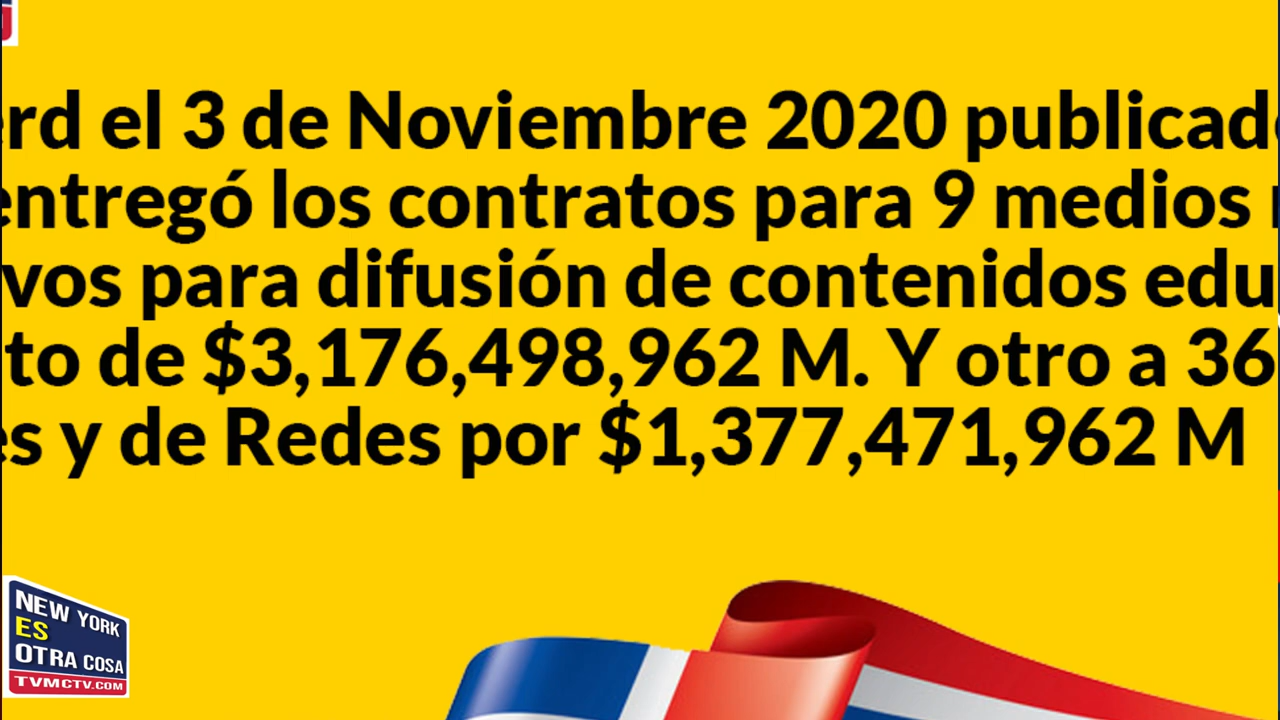 erd el 3 de Noviembre 2020 publicad
entregó los contratos para 9 medios
vos para difusión de contenidos edu
to de $3,176,498,962 M. Y otro a 36
es y de Redes por $1,377,471,962 M
NEW YORK
ES
OTRA COSA
TVMCTV.COM